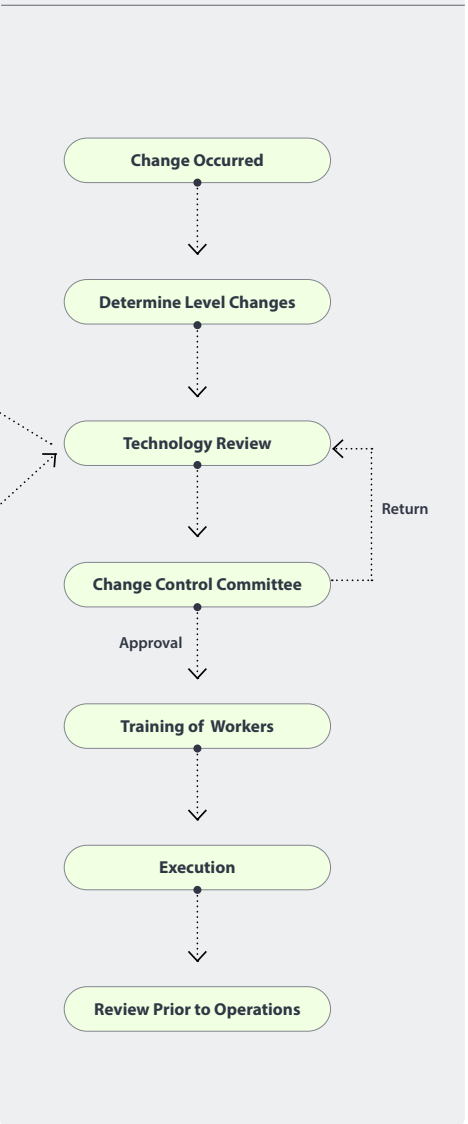 Change Occurred
Determine Level Changes
Technology Review
Return
Change Control Committee
Approval
Training of Workers
Execution
Review Prior to Operations